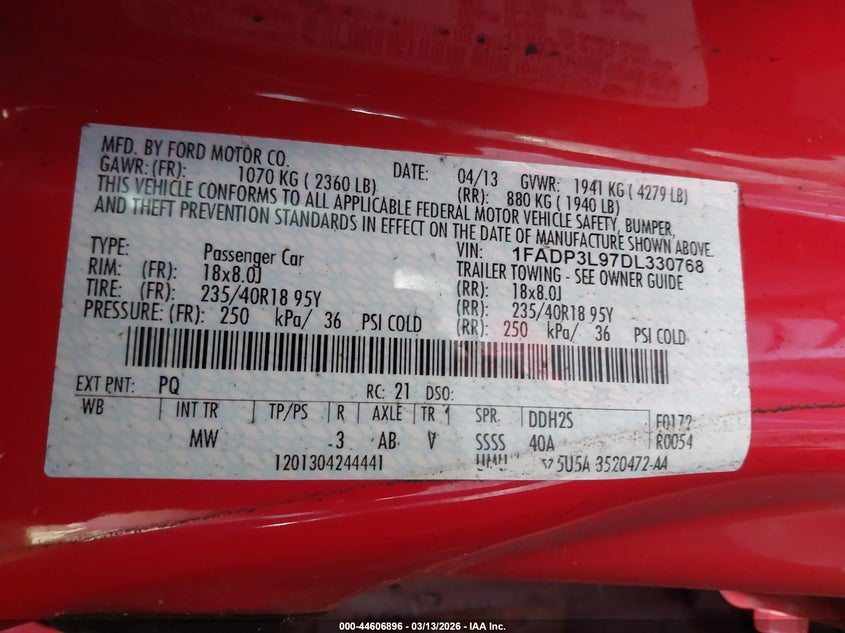 MFD. BY FORD MOTOR CO. DATE: 04/13 GVWR: 1941 KG ( 4279 LB)
GAWR: (FR): 1070 KG ( 2360 LB) (RR): 880 KG ( 1940 LB)
THIS VEHICLE CONFORMS TO ALL APPLICABLE FEDERAL MOTOR VEHICLE SAFETY, BUMPER,
AND THEFT PREVENTION STANDARDS IN EFFECT ON THE DATE OF MANUFACTURE SHOWN ABOVE.
VIN: 1FADP3L97DL330768
TYPE: Passenger Car TRAILER TOWING - SEE OWNER GUIDE
RIM: (FR): 18x8.0J (RR): 18x8.0J
TIRE: (FR): 235/40R18 95Y (RR): 235/40R18 95Y
PRESSURE: (FR): 250 kPa/ 36 PSI COLD (RR): 250 kPa/ 36 PSI COLD
EXT PNT: PQ RC: 21 DSO:
WB INT TR TP/PS R AXLE TR SPR DDH2S F0172
MW 3 AB V SSSS 40A R0054
1201304244441 5U5A 3520472-AA
000-44606896 - 03/13/2026 - IAA Inc.